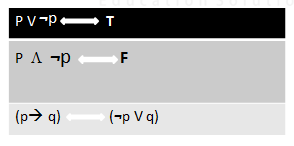 P V ¬p ⟷ T
P Λ ¬p ⟷ F
(p→ q) ⟷ (¬p V q)